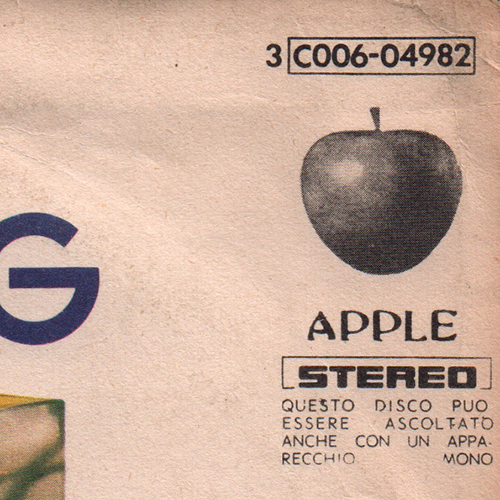 3 C006-04982
G
APPLE
STEREO
QUESTO DISCO PUO
ESSERE ASCOLTATO
ANCHE CON UN APPA-
RECCHIO MONO